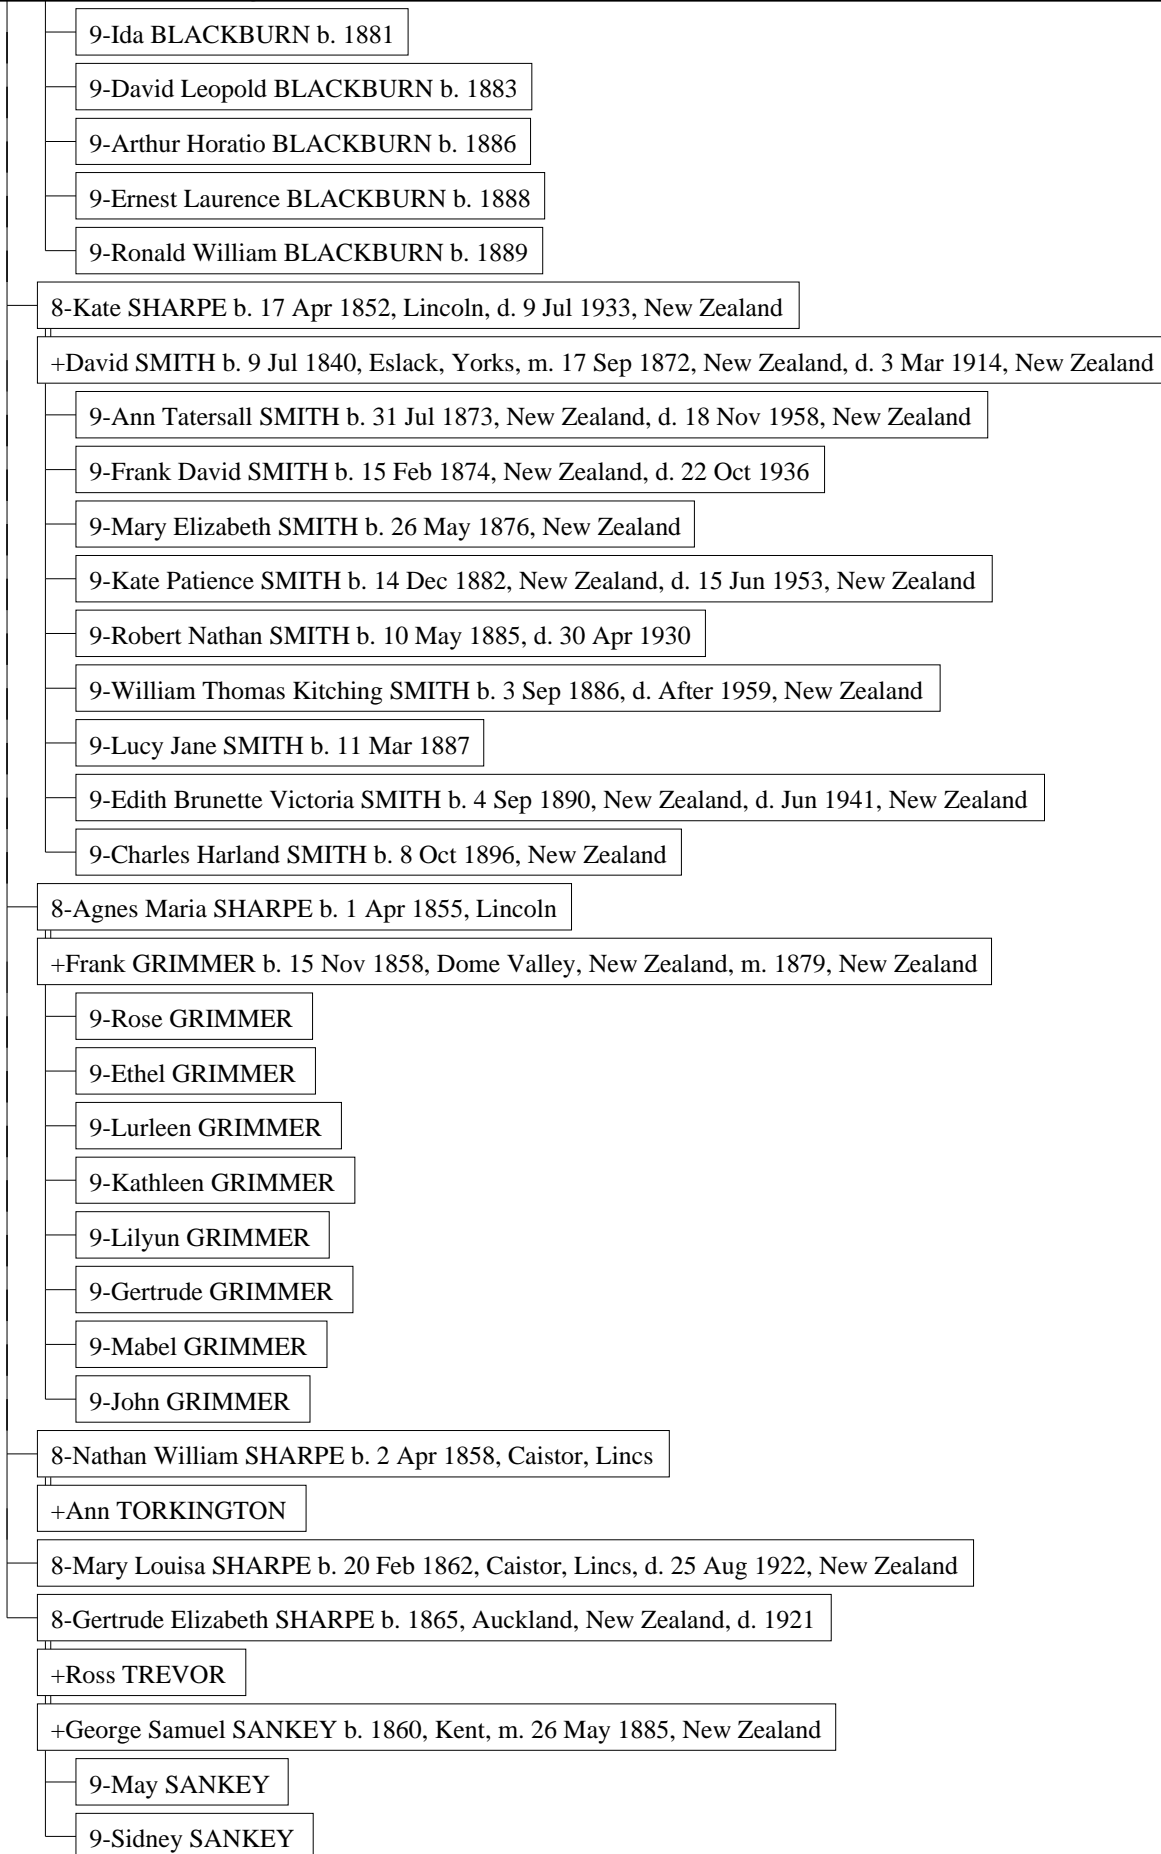 9-Ida BLACKBURN b. 1881
9-David Leopold BLACKBURN b. 1883
9-Arthur Horatio BLACKBURN b. 1886
9-Ernest Laurence BLACKBURN b. 1888
9-Ronald William BLACKBURN b. 1889
8-Kate SHARPE b. 17 Apr 1852, Lincoln, d. 9 Jul 1933, New Zealand
+David SMITH b. 9 Jul 1840, Eslack, Yorks, m. 17 Sep 1872, New Zealand, d. 3 Mar 1914, New Zealand
9-Ann Tatersall SMITH b. 31 Jul 1873, New Zealand, d. 18 Nov 1958, New Zealand
9-Frank David SMITH b. 15 Feb 1874, New Zealand, d. 22 Oct 1936
9-Mary Elizabeth SMITH b. 26 May 1876, New Zealand
9-Kate Patience SMITH b. 14 Dec 1882, New Zealand, d. 15 Jun 1953, New Zealand
9-Robert Nathan SMITH b. 10 May 1885, d. 30 Apr 1930
9-William Thomas Kitching SMITH b. 3 Sep 1886, d. After 1959, New Zealand
9-Lucy Jane SMITH b. 11 Mar 1887
9-Edith Brunette Victoria SMITH b. 4 Sep 1890, New Zealand, d. Jun 1941, New Zealand
9-Charles Harland SMITH b. 8 Oct 1896, New Zealand
8-Agnes Maria SHARPE b. 1 Apr 1855, Lincoln
+Frank GRIMMER b. 15 Nov 1858, Dome Valley, New Zealand, m. 1879, New Zealand
9-Rose GRIMMER
9-Ethel GRIMMER
9-Lurleen GRIMMER
9-Kathleen GRIMMER
9-Lilyun GRIMMER
9-Gertrude GRIMMER
9-Mabel GRIMMER
9-John GRIMMER
8-Nathan William SHARPE b. 2 Apr 1858, Caistor, Lincs
+Ann TORKINGTON
8-Mary Louisa SHARPE b. 20 Feb 1862, Caistor, Lincs, d. 25 Aug 1922, New Zealand
8-Gertrude Elizabeth SHARPE b. 1865, Auckland, New Zealand, d. 1921
+Ross TREVOR
+George Samuel SANKEY b. 1860, Kent, m. 26 May 1885, New Zealand
9-May SANKEY
9-Sidney SANKEY